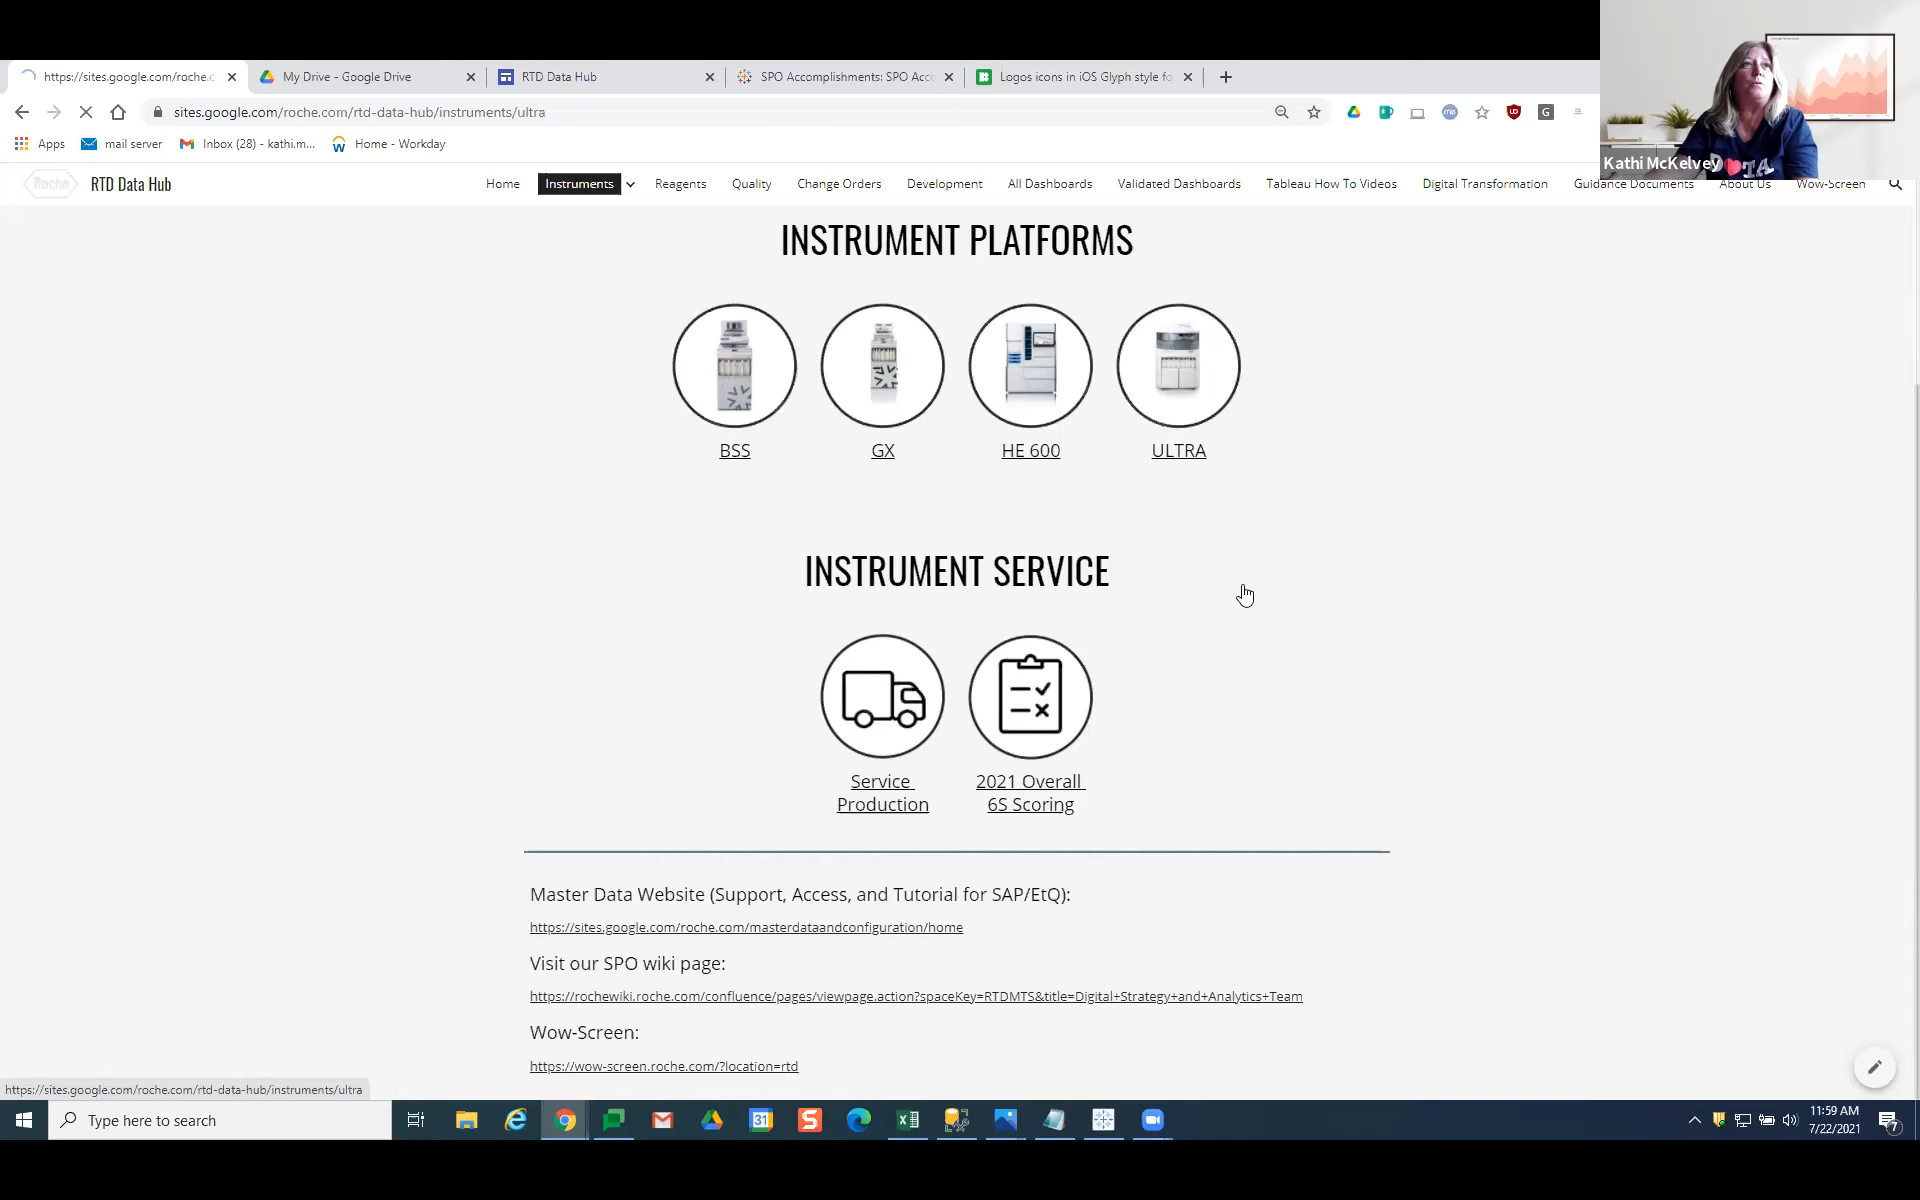 https://sites.google.com/roche.c
My Drive - Google Drive
RTD Data Hub
SPO Accomplishments: SPO Acc
Logos icons in iOS Glyph style fo
sites.google.com/roche.com/rtd-data-hub/instruments/ultra
Apps
mail server
Inbox (28) - kathi.m...
Home - Workday
Kathi McKelvey
Roche
RTD Data Hub
Home
Instruments
Reagents
Quality
Change Orders
Development
All Dashboards
Validated Dashboards
Tableau How To Videos
Digital Transformation
Guidance Documents
About Us
Wow-Screen
INSTRUMENT PLATFORMS
BSS
GX
HE 600
ULTRA
INSTRUMENT SERVICE
Service
Production
2021 Overall
6S Scoring
Master Data Website (Support, Access, and Tutorial for SAP/EtQ):
https://sites.google.com/roche.com/masterdataandconfiguration/home
Visit our SPO wiki page:
https://rochewiki.roche.com/confluence/pages/viewpage.action?spaceKey=RTDMTS&title=Digital+Strategy+and+Analytics+Team
Wow-Screen:
https://wow-screen.roche.com/?location=rtd
https://sites.google.com/roche.com/rtd-data-hub/instruments/ultra
Type here to search
31
11:59 AM
7/22/2021
7